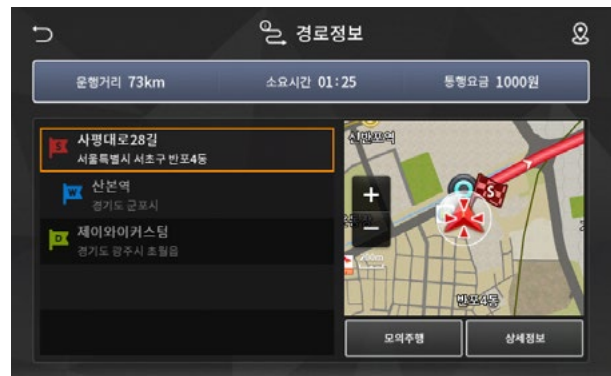 경로정보
운행거리 73km
소요시간 01:25
통행요금 1000원
S
사평대로28길
서울특별시 서초구 반포4동
W
산본역
경기도 군포시
D
제이와이커스텀
경기도 광주시 초월읍
신반포역
+
S
−
200m
반포4동
모의주행
상세정보